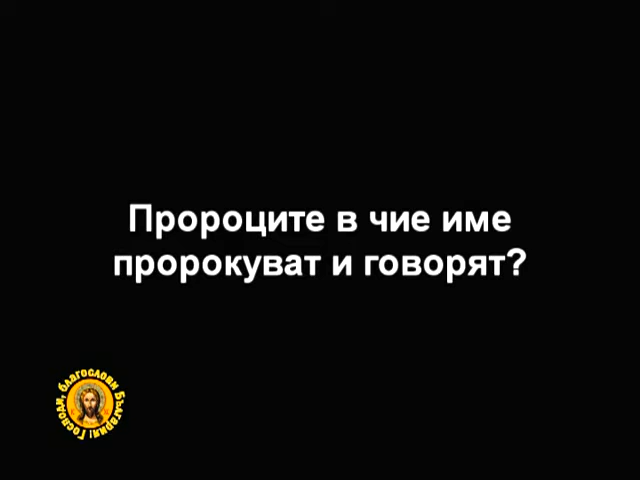 Пророците в чие име
пророкуват и говорят?
Господи, благослови България!